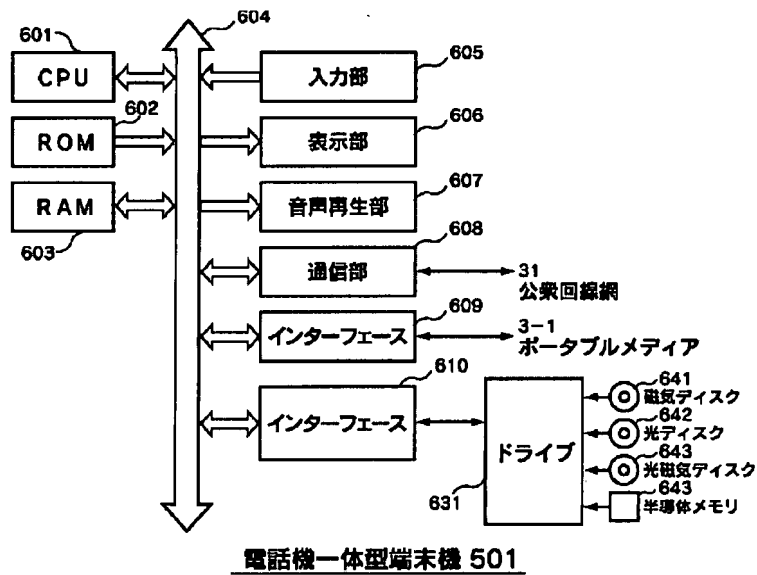 604
601
CPU
605
入力部
602
ROM
606
表示部
RAM
603
607
音声再生部
608
通信部
31
公衆回線網
609
インターフェース
3-1
ポータブルメディア
610
インターフェース
ドライブ
631
641
磁気ディスク
642
光ディスク
643
光磁気ディスク
643
半導体メモリ
電話機一体型端末機 501